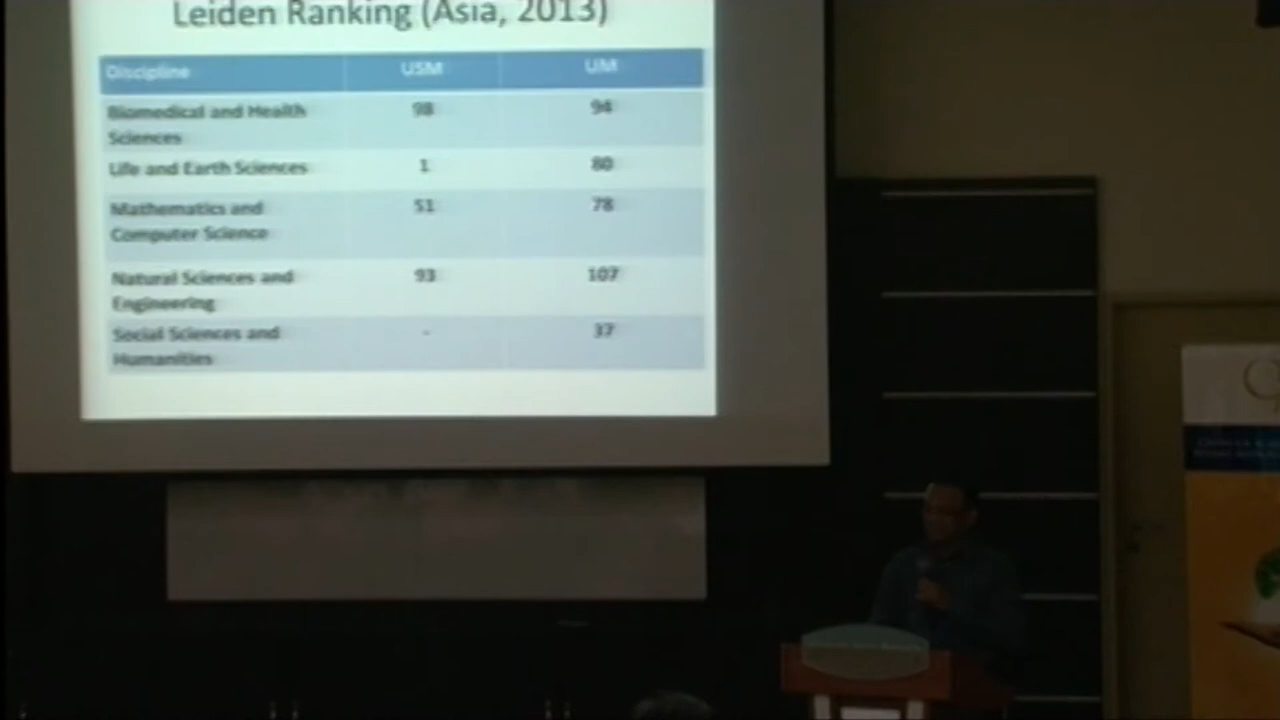 Leiden Ranking (Asia, 2013)
Discipline USM UM
Biomedical and Health 98 94
Sciences
Life and Earth Sciences 1 80
Mathematics and 51 78
Computer Science
Natural Sciences and 93 107
Engineering
Social Sciences and - 37
Humanities